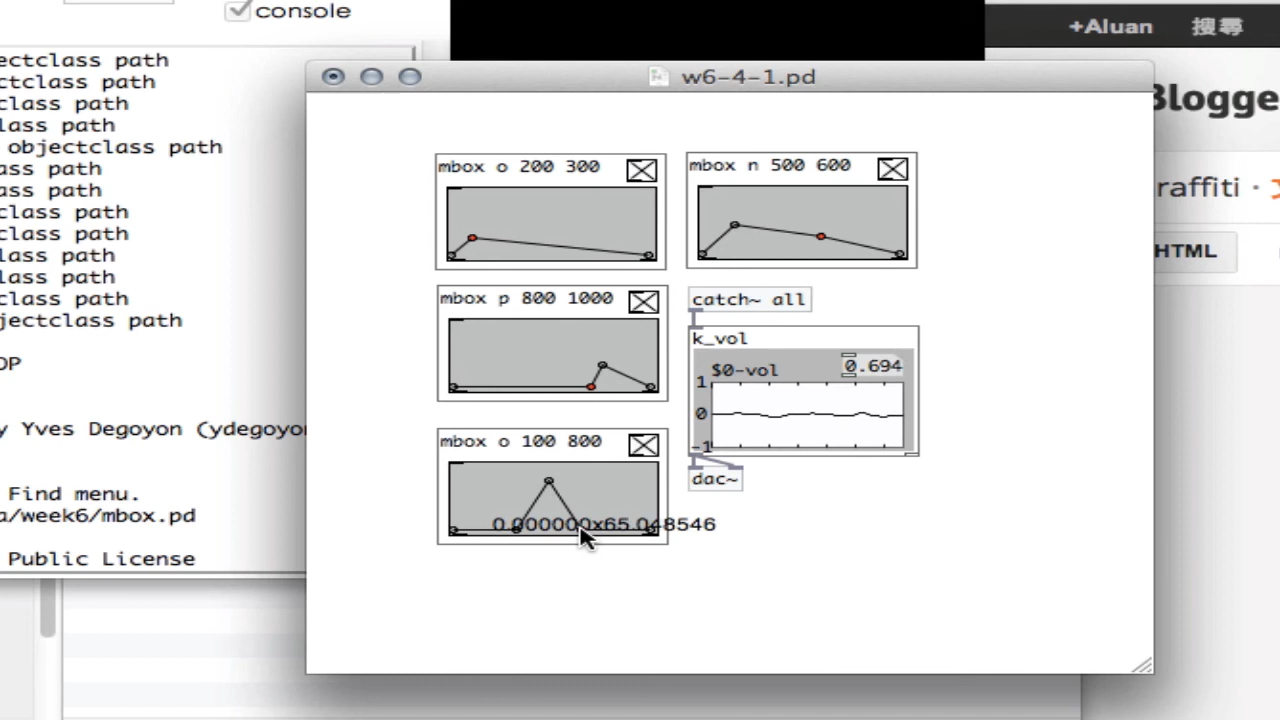 console
ectclass path
ctclass path
class path
lass path
objectclass path
lass path
lass path
class path
class path
lass path
lass path
class path
jectclass path
OP
y Yves Degoyon (ydegoyon
Find menu.
a/week6/mbox.pd
Public License
w6-4-1.pd
mbox o 200 300
mbox n 500 600
mbox p 800 1000
catch~ all
k_vol
$0-vol
0.694
1
0
-1
mbox o 100 800
0.000000x65.048546
dac~
+Aluan 搜尋
Blogge
raffiti ·
HTML